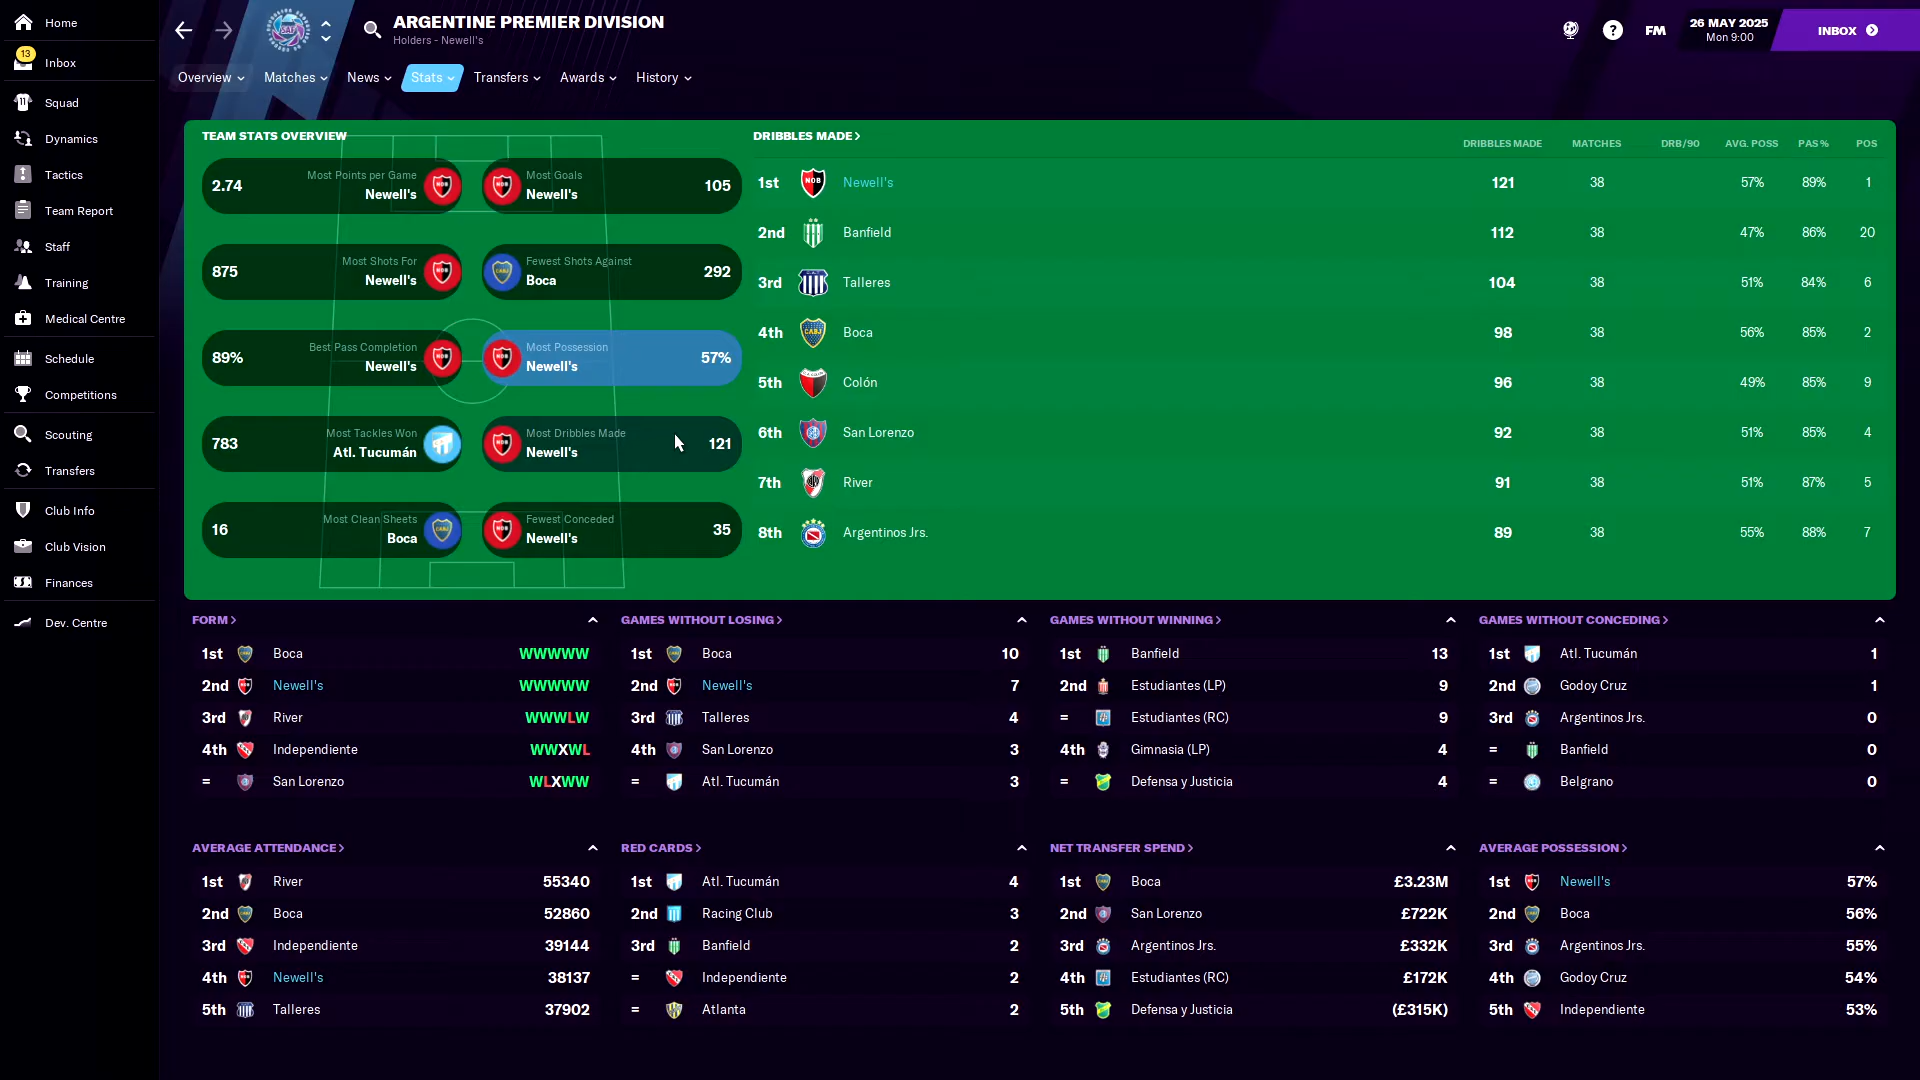 Home
13
Inbox
Squad
Dynamics
Tactics
Team Report
Staff
Training
Medical Centre
Schedule
Competitions
Scouting
Transfers
Club Info
Club Vision
Finances
Dev. Centre
ARGENTINE PREMIER DIVISION
Holders - Newell's
FM
26 MAY 2025
Mon 9:00
INBOX
Overview Matches News Stats Transfers Awards History
TEAM STATS OVERVIEW
2.74 Most Points per Game Newell's
Most Goals Newell's 105
875 Most Shots For Newell's
Fewest Shots Against Boca 292
89% Best Pass Completion Newell's
Most Possession Newell's 57%
783 Most Tackles Won Atl. Tucumán
Most Dribbles Made Newell's 121
16 Most Clean Sheets Boca
Fewest Conceded Newell's 35
DRIBBLES MADE DRIBBLES MADE MATCHES DRB/90 AVG. POSS PAS % POS
1st Newell's 121 38 57% 89% 1
2nd Banfield 112 38 47% 86% 20
3rd Talleres 104 38 51% 84% 6
4th Boca 98 38 56% 85% 2
5th Colón 96 38 49% 85% 9
6th San Lorenzo 92 38 51% 85% 4
7th River 91 38 51% 87% 5
8th Argentinos Jrs. 89 38 55% 88% 7
FORM
1st Boca WWWWW
2nd Newell's WWWWW
3rd River WWWLW
4th Independiente WWXWL
= San Lorenzo WLXWW
GAMES WITHOUT LOSING
1st Boca 10
2nd Newell's 7
3rd Talleres 4
4th San Lorenzo 3
= Atl. Tucumán 3
GAMES WITHOUT WINNING
1st Banfield 13
2nd Estudiantes (LP) 9
= Estudiantes (RC) 9
4th Gimnasia (LP) 4
= Defensa y Justicia 4
GAMES WITHOUT CONCEDING
1st Atl. Tucumán 1
2nd Godoy Cruz 1
3rd Argentinos Jrs. 0
= Banfield 0
= Belgrano 0
AVERAGE ATTENDANCE
1st River 55340
2nd Boca 52860
3rd Independiente 39144
4th Newell's 38137
5th Talleres 37902
RED CARDS
1st Atl. Tucumán 4
2nd Racing Club 3
3rd Banfield 2
= Independiente 2
= Atlanta 2
NET TRANSFER SPEND
1st Boca £3.23M
2nd San Lorenzo £722K
3rd Argentinos Jrs. £332K
4th Estudiantes (RC) £172K
5th Defensa y Justicia (£315K)
AVERAGE POSSESSION
1st Newell's 57%
2nd Boca 56%
3rd Argentinos Jrs. 55%
4th Godoy Cruz 54%
5th Independiente 53%